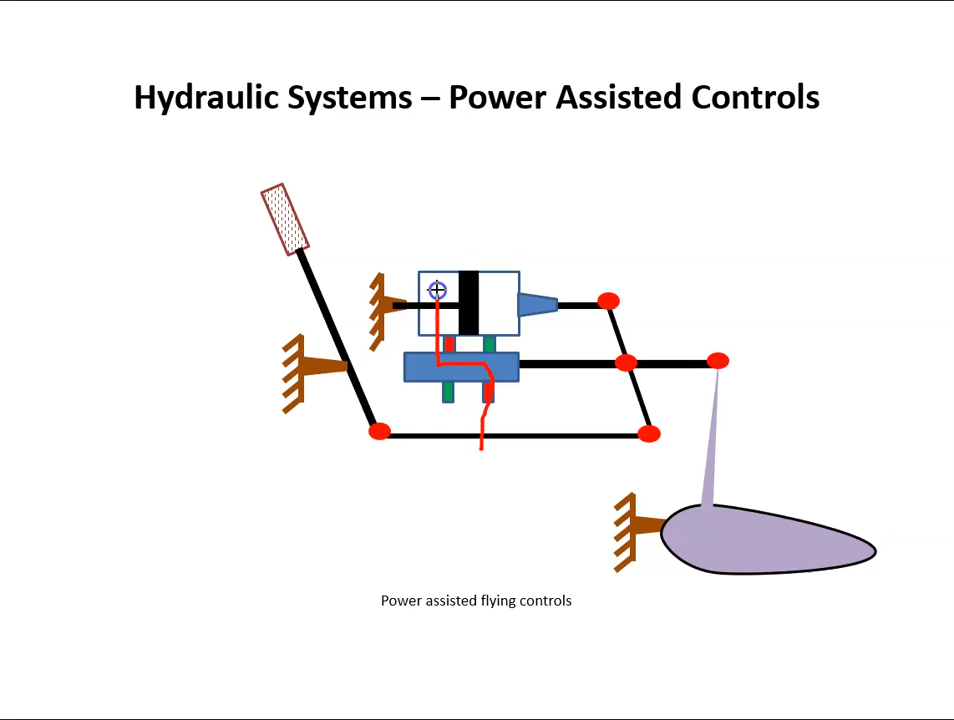 Hydraulic Systems – Power Assisted Controls
Power assisted flying controls